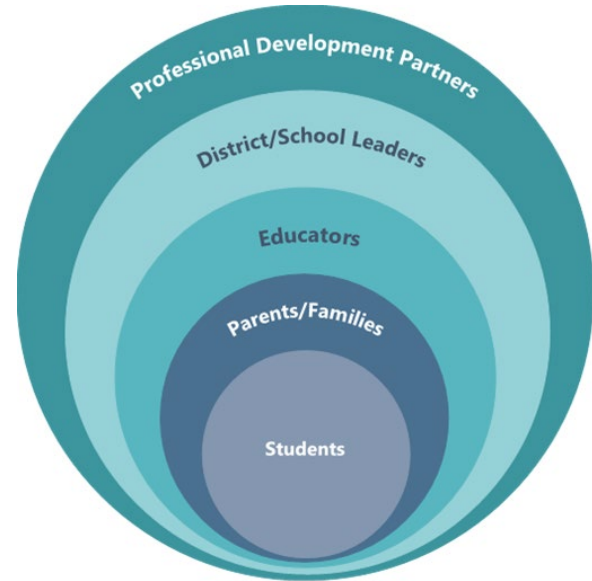 Professional Development Partners
District/School Leaders
Educators
Parents/Families
Students